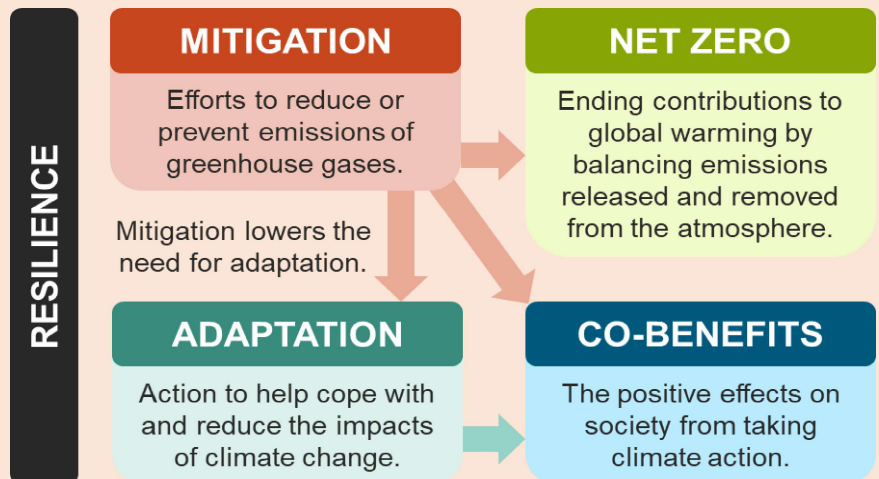 RESILIENCE
MITIGATION
Efforts to reduce or
prevent emissions of
greenhouse gases.
NET ZERO
Ending contributions to
global warming by
balancing emissions
released and removed
from the atmosphere.
Mitigation lowers the
need for adaptation.
ADAPTATION
Action to help cope with
and reduce the impacts
of climate change.
CO-BENEFITS
The positive effects on
society from taking
climate action.